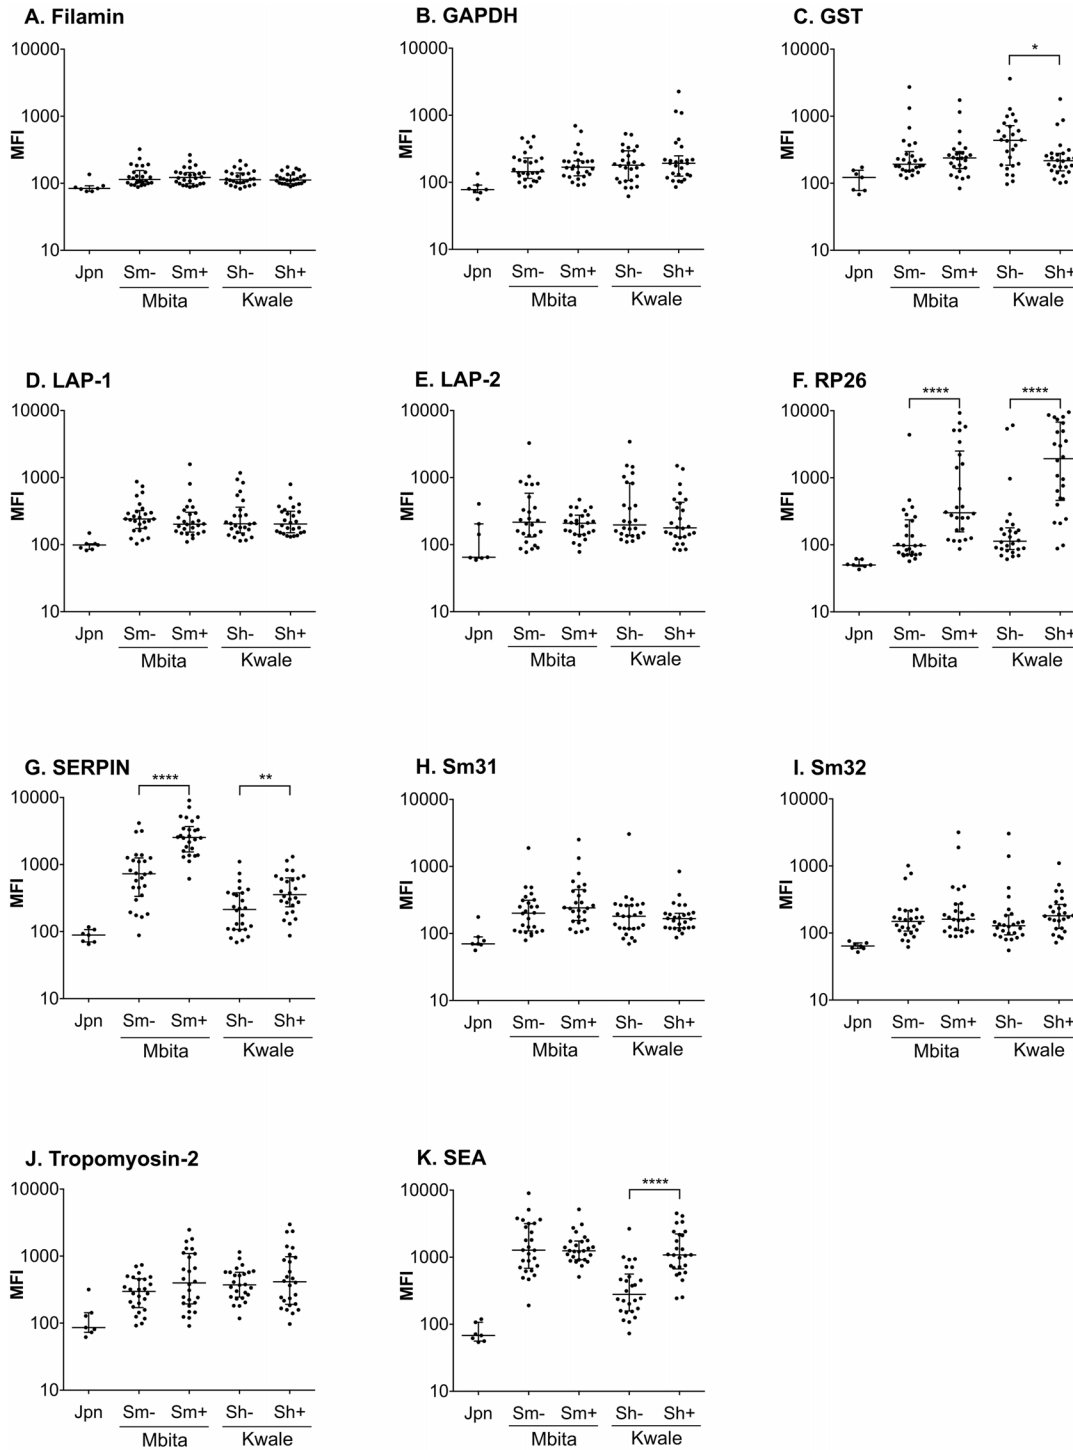 A. Filamin
B. GAPDH
C. GST
10000
1000
100
10
MFI
Jpn Sm- Sm+ Sh- Sh+
Mbita Kwale
10000
1000
100
10
MFI
Jpn Sm- Sm+ Sh- Sh+
Mbita Kwale
*
10000
1000
100
10
MFI
Jpn Sm- Sm+ Sh- Sh+
Mbita Kwale
D. LAP-1
E. LAP-2
F. RP26
10000
1000
100
10
MFI
Jpn Sm- Sm+ Sh- Sh+
Mbita Kwale
10000
1000
100
10
MFI
Jpn Sm- Sm+ Sh- Sh+
Mbita Kwale
**** ****
10000
1000
100
10
MFI
Jpn Sm- Sm+ Sh- Sh+
Mbita Kwale
G. SERPIN
H. Sm31
I. Sm32
**** **
10000
1000
100
10
MFI
Jpn Sm- Sm+ Sh- Sh+
Mbita Kwale
10000
1000
100
10
MFI
Jpn Sm- Sm+ Sh- Sh+
Mbita Kwale
10000
1000
100
10
MFI
Jpn Sm- Sm+ Sh- Sh+
Mbita Kwale
J. Tropomyosin-2
K. SEA
10000
1000
100
10
MFI
Jpn Sm- Sm+ Sh- Sh+
Mbita Kwale
****
10000
1000
100
10
MFI
Jpn Sm- Sm+ Sh- Sh+
Mbita Kwale